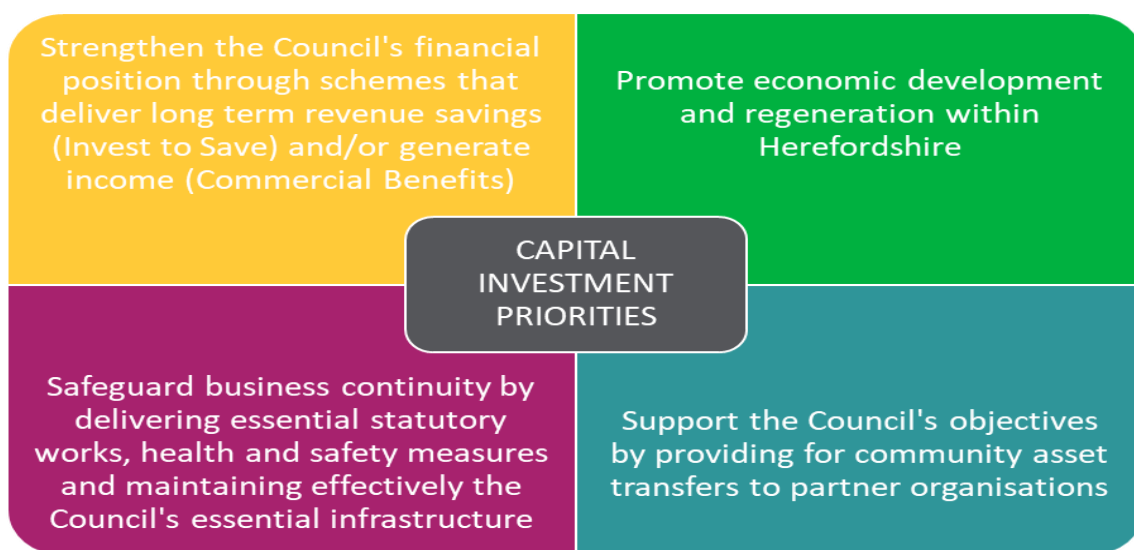 Strengthen the Council's financial
position through schemes that
deliver long term revenue savings
(Invest to Save) and/or generate
income (Commercial Benefits)
Promote economic development
and regeneration within
Herefordshire
CAPITAL
INVESTMENT
PRIORITIES
Safeguard business continuity by
delivering essential statutory
works, health and safety measures
and maintaining effectively the
Council's essential infrastructure
Support the Council's objectives
by providing for community asset
transfers to partner organisations